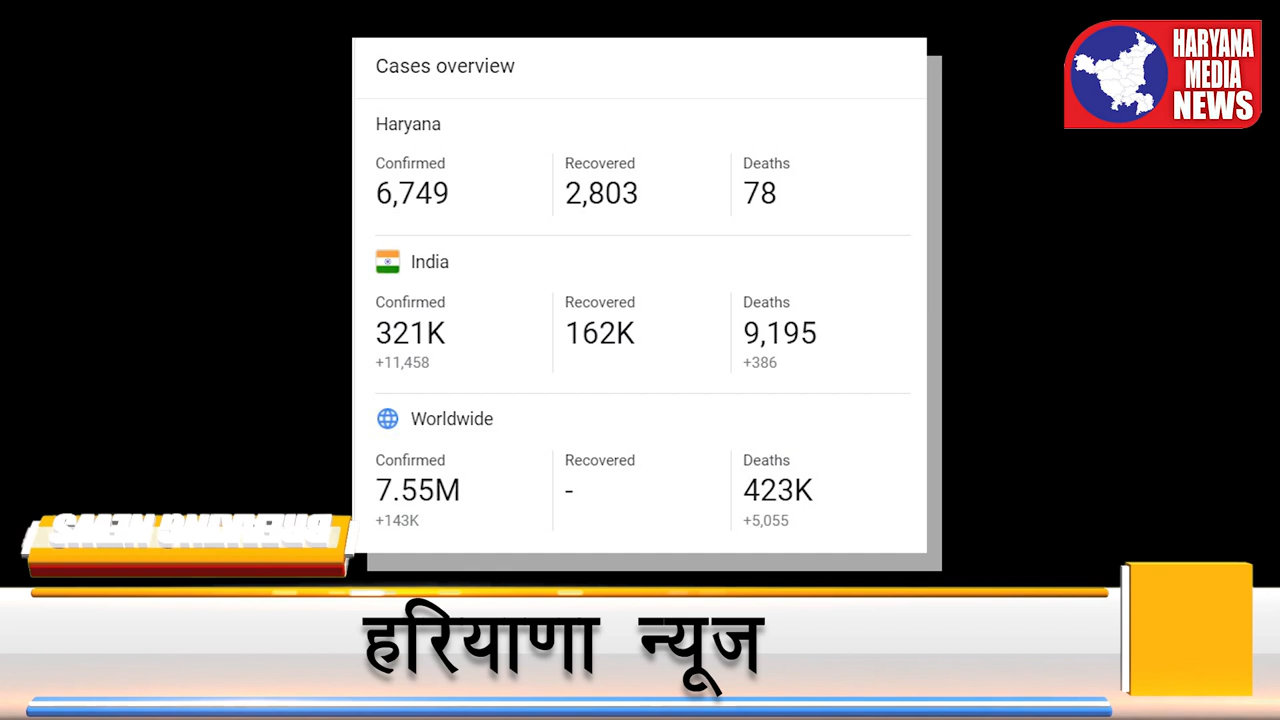 HARYANA
MEDIA
NEWS
Cases overview
Haryana
Confirmed Recovered Deaths
6,749 2,803 78
India
Confirmed Recovered Deaths
321K 162K 9,195
+11,458 +386
Worldwide
Confirmed Recovered Deaths
7.55M - 423K
+143K +5,055
हरियाणा न्यूज